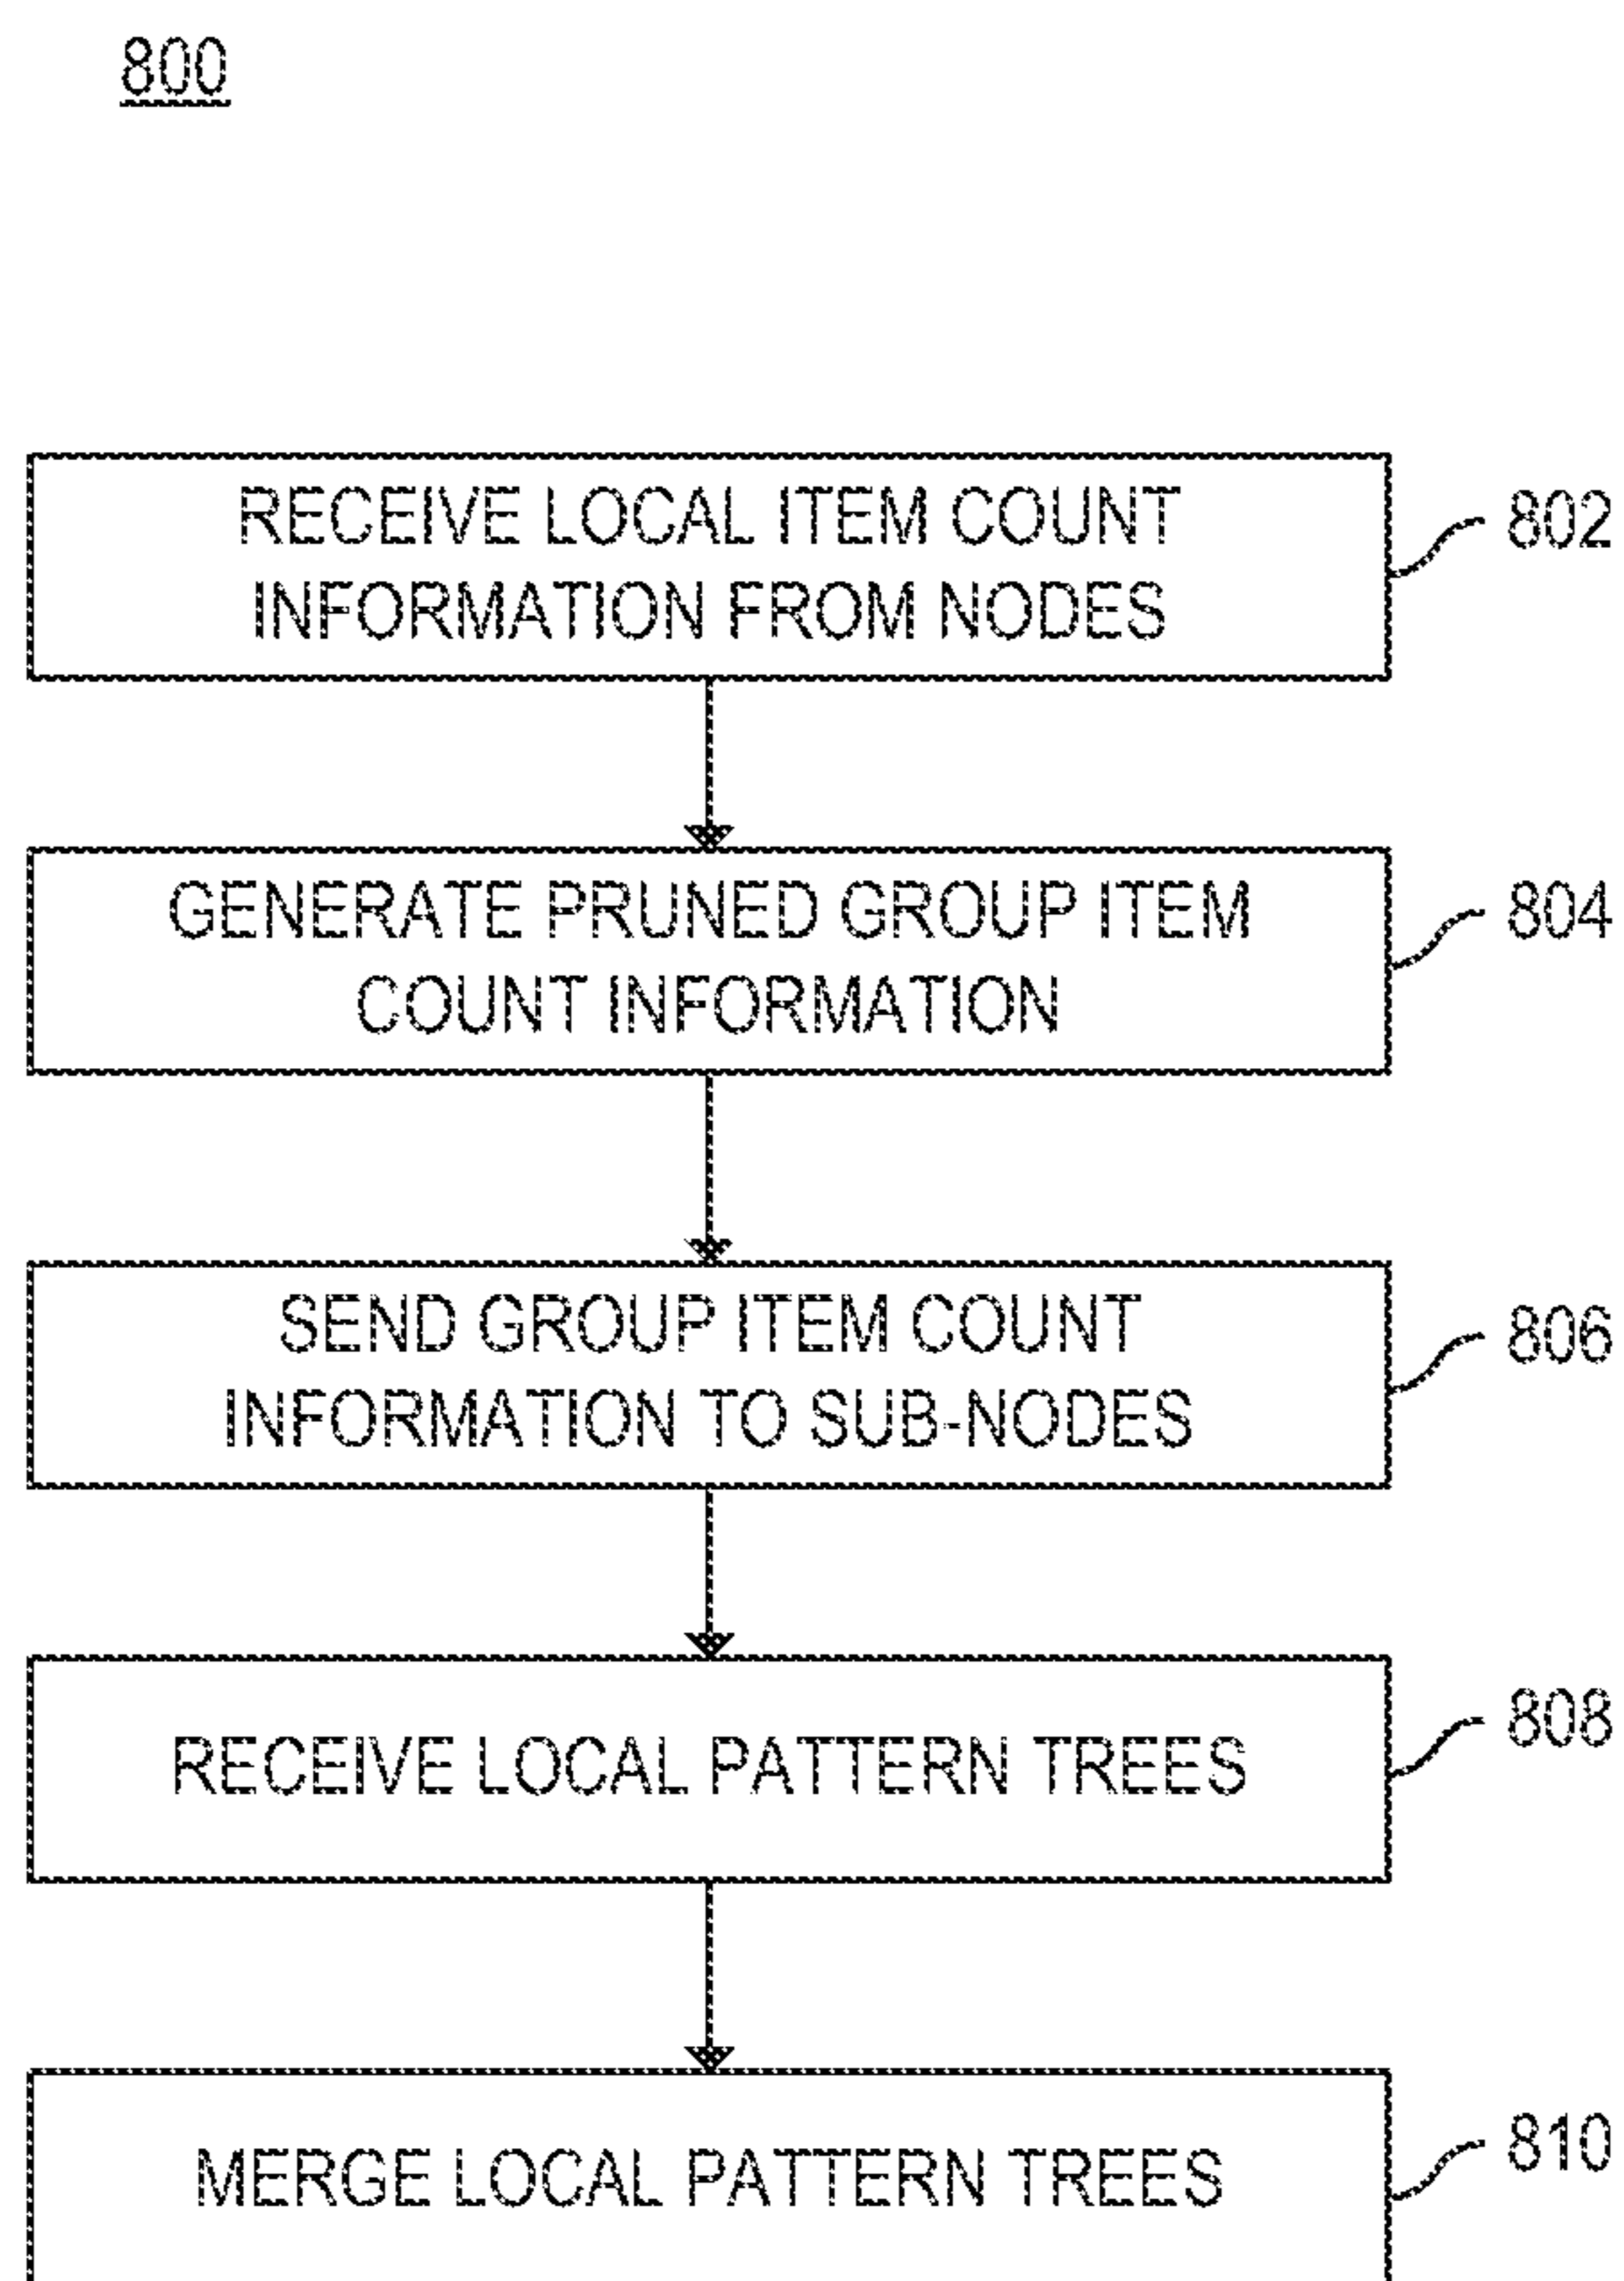 800
RECEIVE LOCAL ITEM COUNT
INFORMATION FROM NODES
802
GENERATE PRUNED GROUP ITEM
COUNT INFORMATION
804
SEND GROUP ITEM COUNT
INFORMATION TO SUB-NODES
806
RECEIVE LOCAL PATTERN TREES
808
MERGE LOCAL PATTERN TREES
810